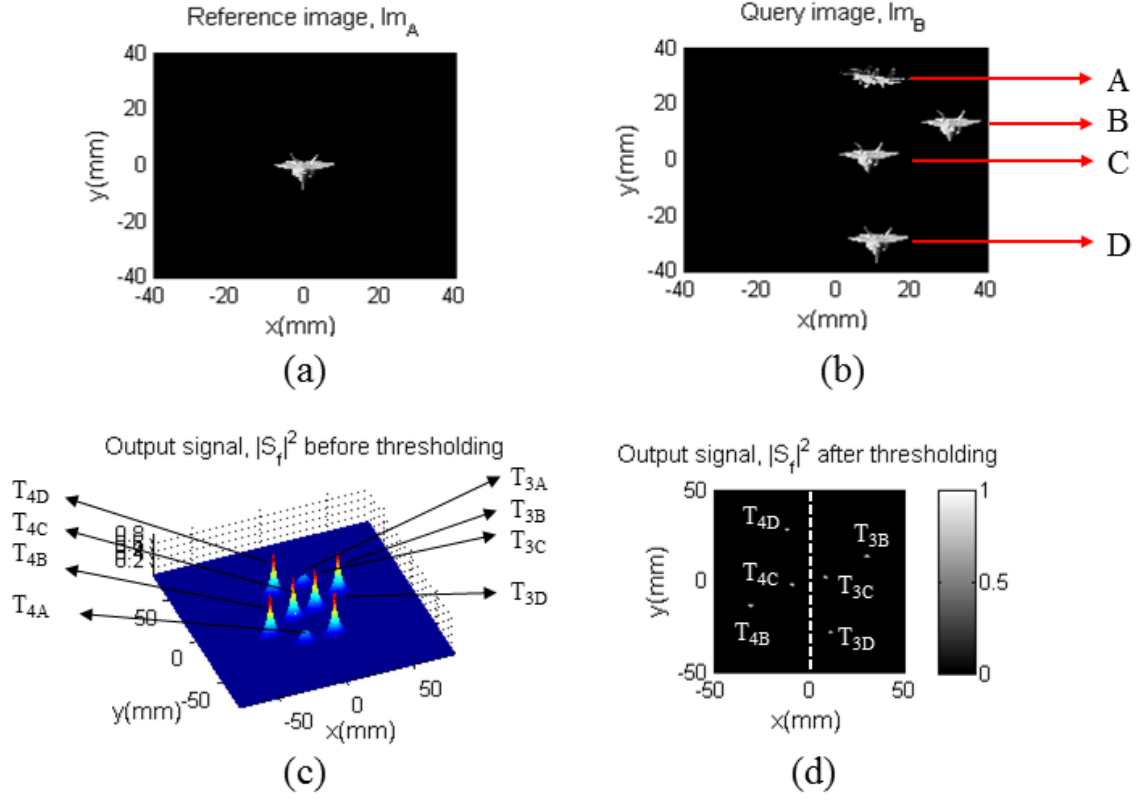 Reference image, Im_A
40
20
0
-20
-40
y(mm)
-40 -20 0 20 40
x(mm)
(a)
Query image, Im_B
40
20
0
-20
-40
y(mm)
-40 -20 0 20 40
x(mm)
A
B
C
D
(b)
Output signal, |S_f|^2 before thresholding
T_4D
T_4C
T_4B
T_4A
T_3A
T_3B
T_3C
T_3D
0.2
50
0
-50
y(mm)
-50 0 50
x(mm)
(c)
Output signal, |S_f|^2 after thresholding
50
0
-50
y(mm)
T_4D
T_3B
T_4C
T_3C
T_4B
T_3D
-50 0 50
x(mm)
1
0.5
0
(d)